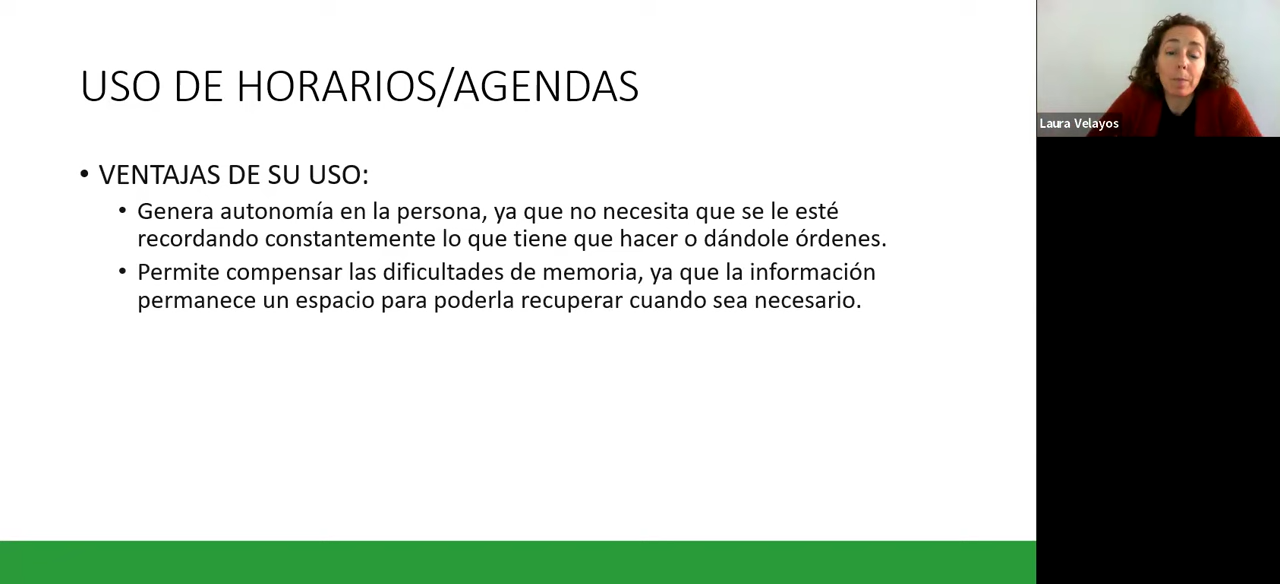 USO DE HORARIOS/AGENDAS
• VENTAJAS DE SU USO:
• Genera autonomía en la persona, ya que no necesita que se le esté
recordando constantemente lo que tiene que hacer o dándole órdenes.
• Permite compensar las dificultades de memoria, ya que la información
permanece un espacio para poderla recuperar cuando sea necesario.
Laura Velayos